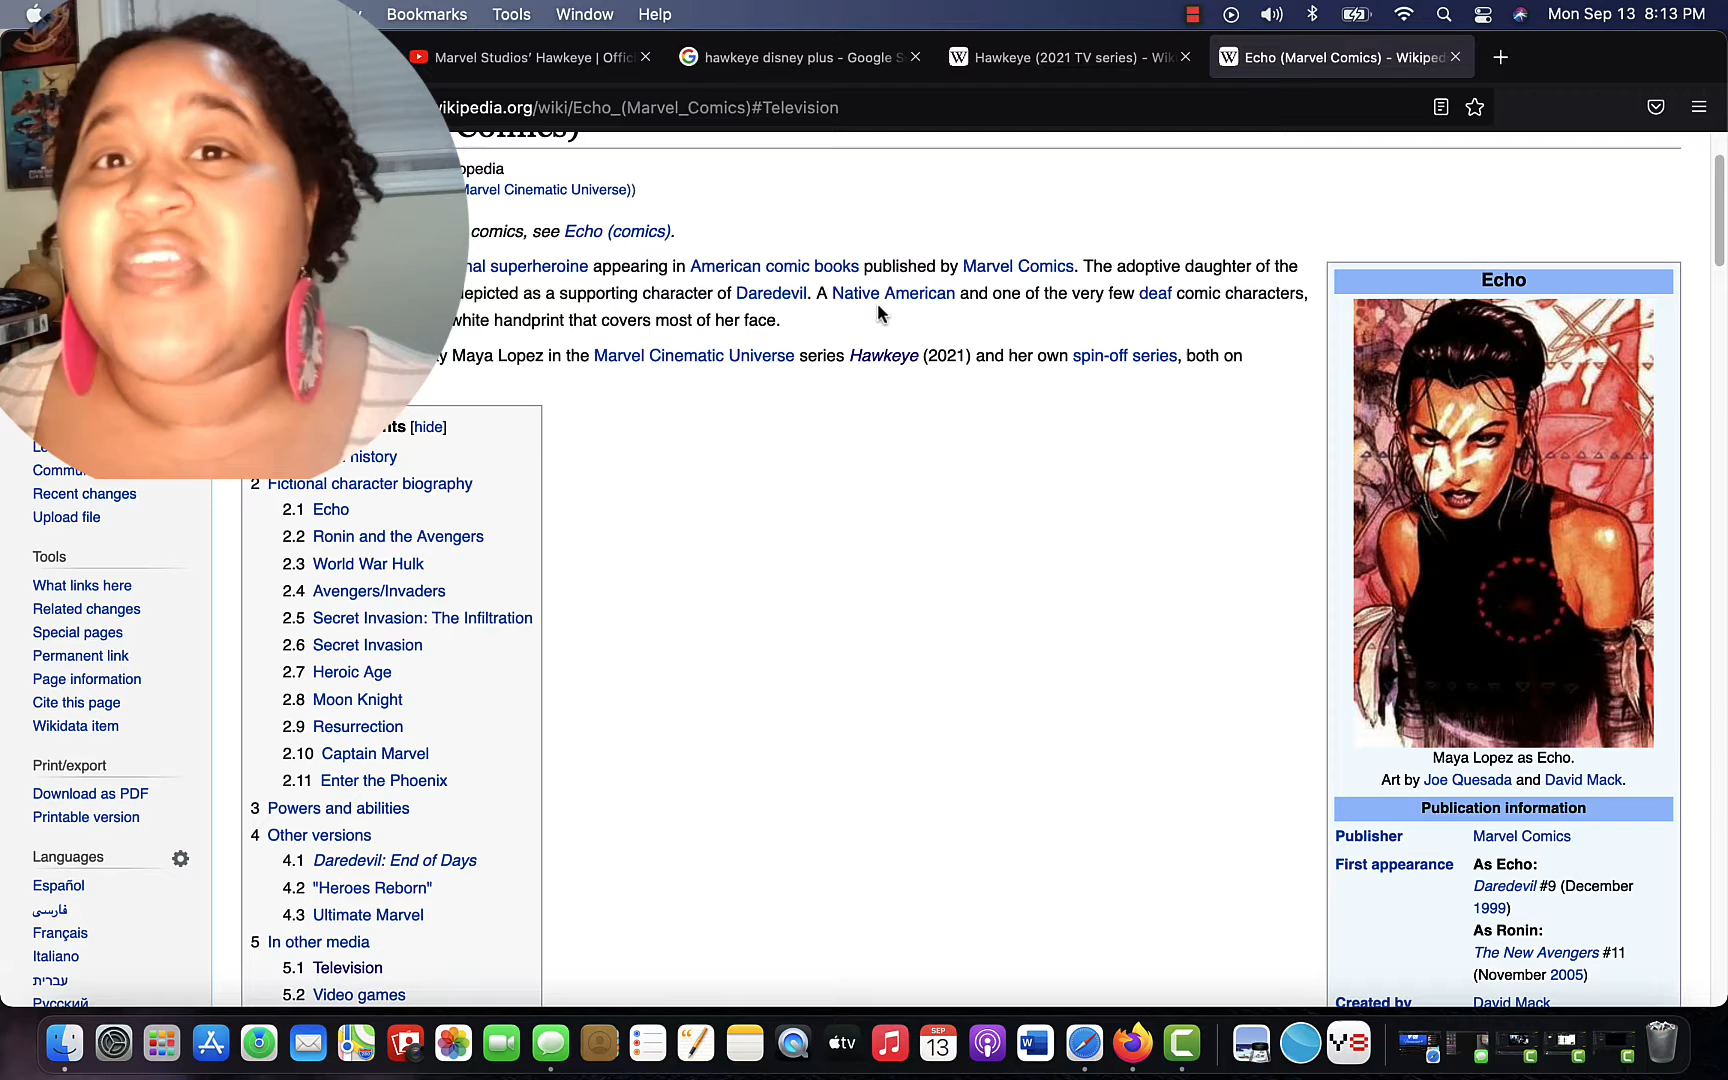 Bookmarks Tools Window Help Mon Sep 13 8:13 PM
Marvel Studios' Hawkeye | Offici hawkeye disney plus - Google S Hawkeye (2021 TV series) - Wik Echo (Marvel Comics) - Wikiped
wikipedia.org/wiki/Echo_(Marvel_Comics)#Television
Comics)
opedia
Marvel Cinematic Universe))
comics, see Echo (comics).
nal superheroine appearing in American comic books published by Marvel Comics. The adoptive daughter of the
depicted as a supporting character of Daredevil. A Native American and one of the very few deaf comic characters,
white handprint that covers most of her face.
y Maya Lopez in the Marvel Cinematic Universe series Hawkeye (2021) and her own spin-off series, both on
nts [hide]
history
2 Fictional character biography
2.1 Echo
2.2 Ronin and the Avengers
2.3 World War Hulk
2.4 Avengers/Invaders
2.5 Secret Invasion: The Infiltration
2.6 Secret Invasion
2.7 Heroic Age
2.8 Moon Knight
2.9 Resurrection
2.10 Captain Marvel
2.11 Enter the Phoenix
3 Powers and abilities
4 Other versions
4.1 Daredevil: End of Days
4.2 "Heroes Reborn"
4.3 Ultimate Marvel
5 In other media
5.1 Television
5.2 Video games
Le
Commu
Recent changes
Upload file
Tools
What links here
Related changes
Special pages
Permanent link
Page information
Cite this page
Wikidata item
Print/export
Download as PDF
Printable version
Languages
Español
فارسی
Français
Italiano
עברית
Русский
Echo
Maya Lopez as Echo.
Art by Joe Quesada and David Mack.
Publication information
Publisher Marvel Comics
First appearance As Echo:
Daredevil #9 (December
1999)
As Ronin:
The New Avengers #11
(November 2005)
Created by David Mack
SEP
13
tv
W